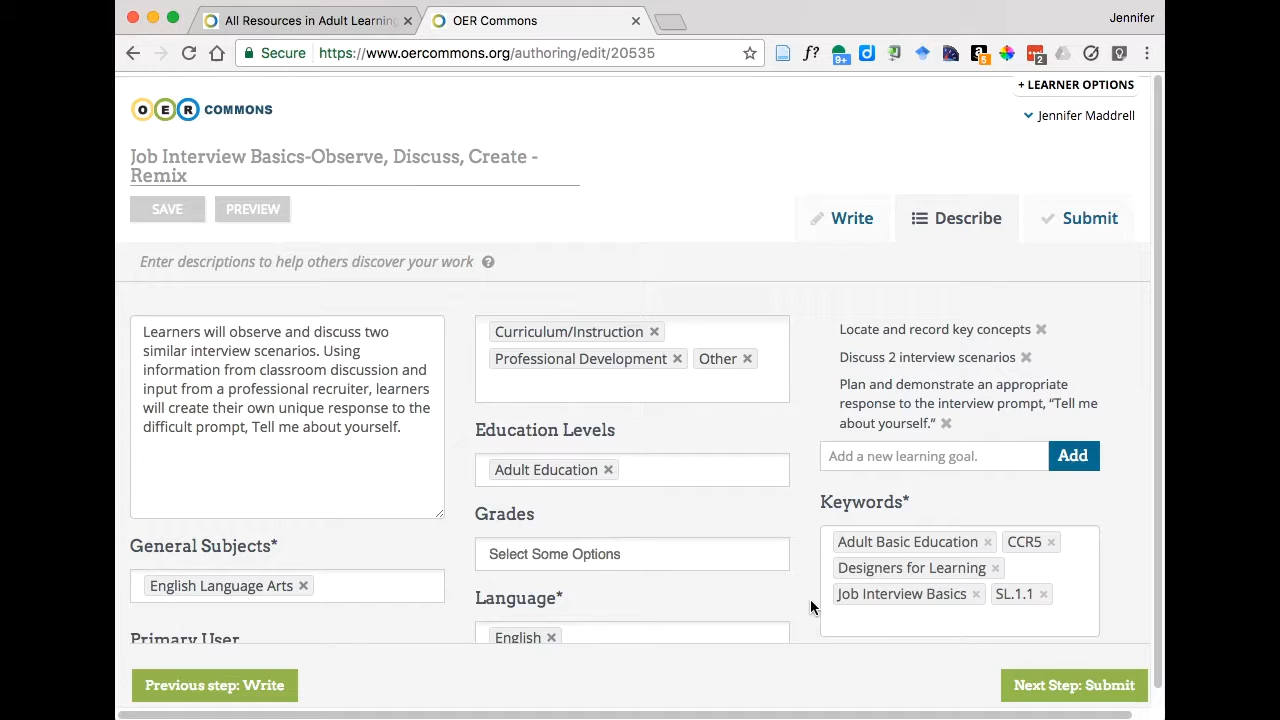 All Resources in Adult Learning
OER Commons
Jennifer
Secure
https://www.oercommons.org/authoring/edit/20535
f?
9+
5
2
+ LEARNER OPTIONS
OER COMMONS
Jennifer Maddrell
Job Interview Basics-Observe, Discuss, Create -
Remix
SAVE
PREVIEW
Write
Describe
Submit
Enter descriptions to help others discover your work
Learners will observe and discuss two
similar interview scenarios. Using
information from classroom discussion and
input from a professional recruiter, learners
will create their own unique response to the
difficult prompt, Tell me about yourself.
General Subjects*
English Language Arts
Primary User
Curriculum/Instruction
Professional Development
Other
Education Levels
Adult Education
Grades
Select Some Options
Language*
English
Locate and record key concepts
Discuss 2 interview scenarios
Plan and demonstrate an appropriate
response to the interview prompt, “Tell me
about yourself.”
Add a new learning goal.
Add
Keywords*
Adult Basic Education
CCR5
Designers for Learning
Job Interview Basics
SL.1.1
Previous step: Write
Next Step: Submit